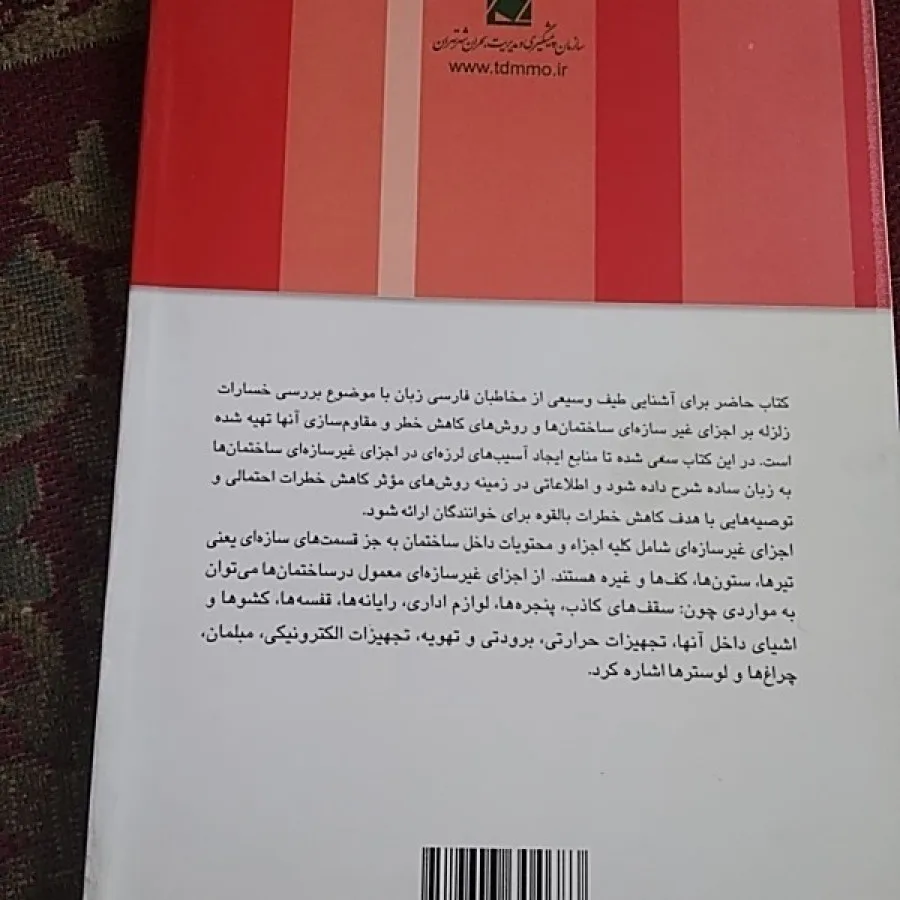 سازمان پیشگیری و مدیریت بحران شهر تهران
www.tdmmo.ir
کتاب حاضر برای آشنایی طیف وسیعی از مخاطبان فارسی زبان با موضوع بررسی خسارات
زلزله بر اجزای غیر سازه‌ای ساختمان‌ها و روش‌های کاهش خطر و مقاوم‌سازی آنها تهیه شده
است. در این کتاب سعی شده تا منابع ایجاد آسیب‌های لرزه‌ای در اجزای غیرسازه‌ای ساختمان‌ها
به زبان ساده شرح داده شود و اطلاعاتی در زمینه روش‌های مؤثر کاهش خطرات احتمالی و
توصیه‌هایی با هدف کاهش خطرات بالقوه برای خوانندگان ارائه شود.
اجزای غیرسازه‌ای شامل کلیه اجزاء و محتویات داخل ساختمان به جز قسمت‌های سازه‌ای یعنی
تیرها، ستون‌ها، کف‌ها و غیره هستند. از اجزای غیرسازه‌ای معمول درساختمان‌ها می‌توان
به مواردی چون: سقف‌های کاذب، پنجره‌ها، لوازم اداری، رایانه‌ها، قفسه‌ها، کشوها و
اشیای داخل آنها، تجهیزات حرارتی، برودتی و تهویه، تجهیزات الکترونیکی، مبلمان،
چراغ‌ها و لوسترها اشاره کرد.